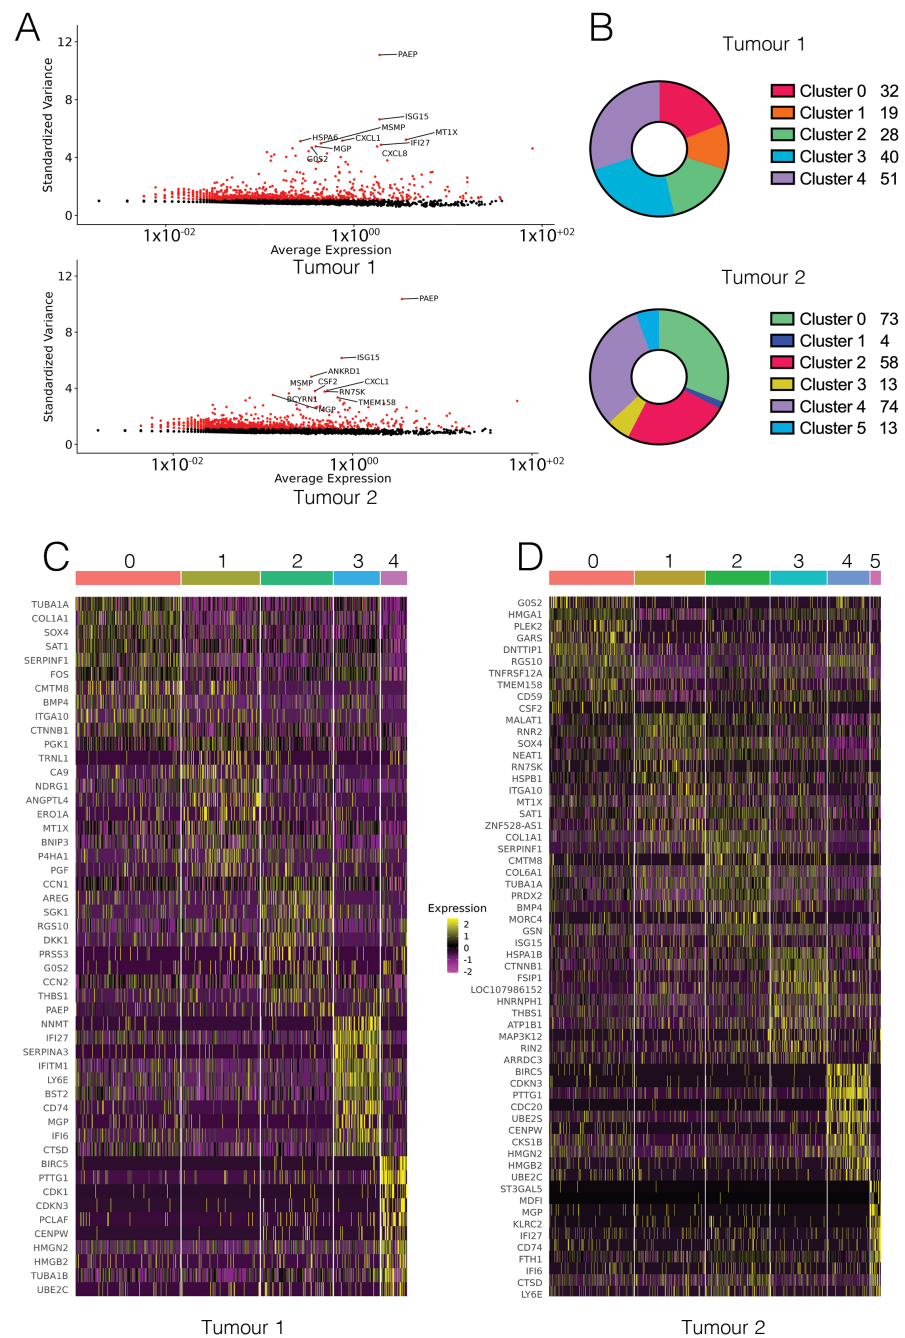 A
Standardized Variance
12
8
4
0
PAEP
ISG15
MSMP
HSPA6
CXCL1
MT1X
IFI27
MGP
G0S2
CXCL8
1x10-02
1x1000
1x10+02
Average Expression
Tumour 1
Standardized Variance
12
8
4
0
PAEP
ISG15
ANKRD1
MSMP
CSF2
CXCL1
RN7SK
BCYRN1
TMEM158
MGP
1x10-02
1x1000
1x10+02
Average Expression
Tumour 2
B
Tumour 1
Cluster 0 32
Cluster 1 19
Cluster 2 28
Cluster 3 40
Cluster 4 51
Tumour 2
Cluster 0 73
Cluster 1 4
Cluster 2 58
Cluster 3 13
Cluster 4 74
Cluster 5 13
C
0 1 2 3 4
TUBA1A
COL1A1
SOX4
SAT1
SERPINF1
FOS
CMTM8
BMP4
ITGA10
CTNNB1
PGK1
TRNL1
CA9
NDRG1
ANGPTL4
ERO1A
MT1X
BNIP3
P4HA1
PGF
CCN1
AREG
SGK1
RGS10
DKK1
PRSS3
G0S2
CCN2
THBS1
PAEP
NNMT
IFI27
SERPINA3
IFITM1
LY6E
BST2
CD74
MGP
IFI6
CTSD
BIRC5
PTTG1
CDK1
CDKN3
PCLAF
CENPW
HMGN2
HMGB2
TUBA1B
UBE2C
Tumour 1
Expression
2
1
0
-1
-2
D
0 1 2 3 4 5
G0S2
HMGA1
PLEK2
GARS
DNTTIP1
RGS10
TNFRSF12A
TMEM158
CD59
CSF2
MALAT1
RNR2
SOX4
NEAT1
RN7SK
HSPB1
ITGA10
MT1X
SAT1
ZNF528-AS1
COL1A1
SERPINF1
CMTM8
COL6A1
TUBA1A
PRDX2
BMP4
MORC4
GSN
ISG15
HSPA1B
CTNNB1
FSIP1
LOC107986152
HNRNPH1
THBS1
ATP1B1
MAP3K12
RIN2
ARRDC3
BIRC5
CDKN3
PTTG1
CDC20
UBE2S
CENPW
CKS1B
HMGN2
HMGB2
UBE2C
ST3GAL5
MDFI
MGP
KLRC2
IFI27
CD74
FTH1
IFI6
CTSD
LY6E
Tumour 2